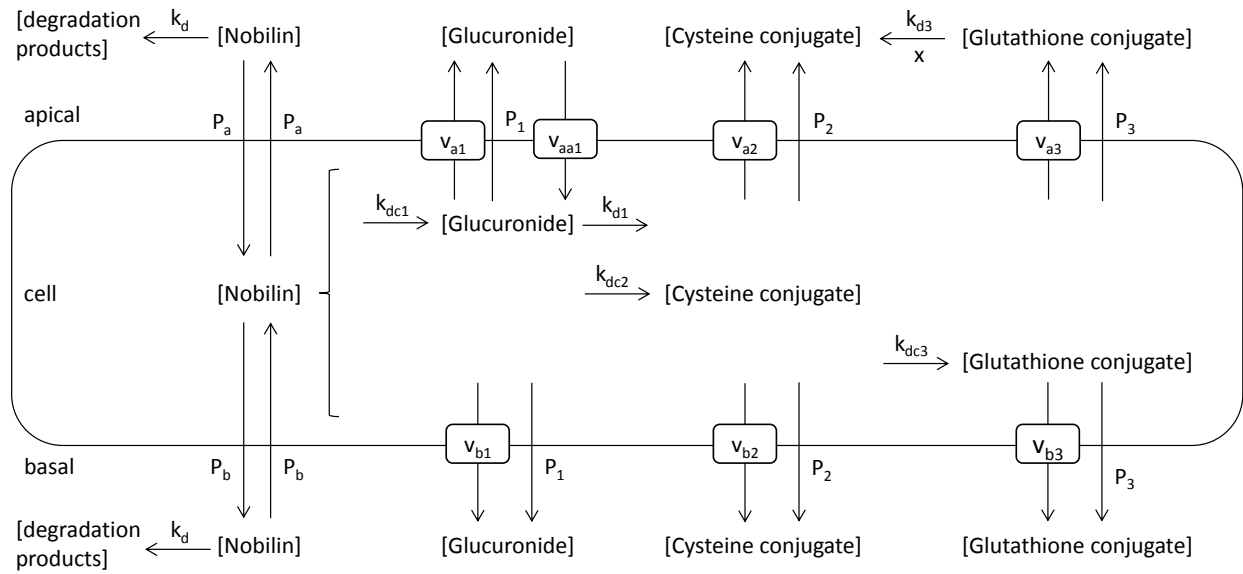 [degradation products] k_d [Nobilin] [Glucuronide] [Cysteine conjugate] k_d3 x [Glutathione conjugate]
apical P_a P_a v_a1 P_1 v_aa1 v_a2 P_2 v_a3 P_3
k_dc1 [Glucuronide] k_d1
cell [Nobilin] k_dc2 [Cysteine conjugate]
k_dc3 [Glutathione conjugate]
basal P_b P_b v_b1 P_1 v_b2 P_2 v_b3 P_3
[degradation products] k_d [Nobilin] [Glucuronide] [Cysteine conjugate] [Glutathione conjugate]